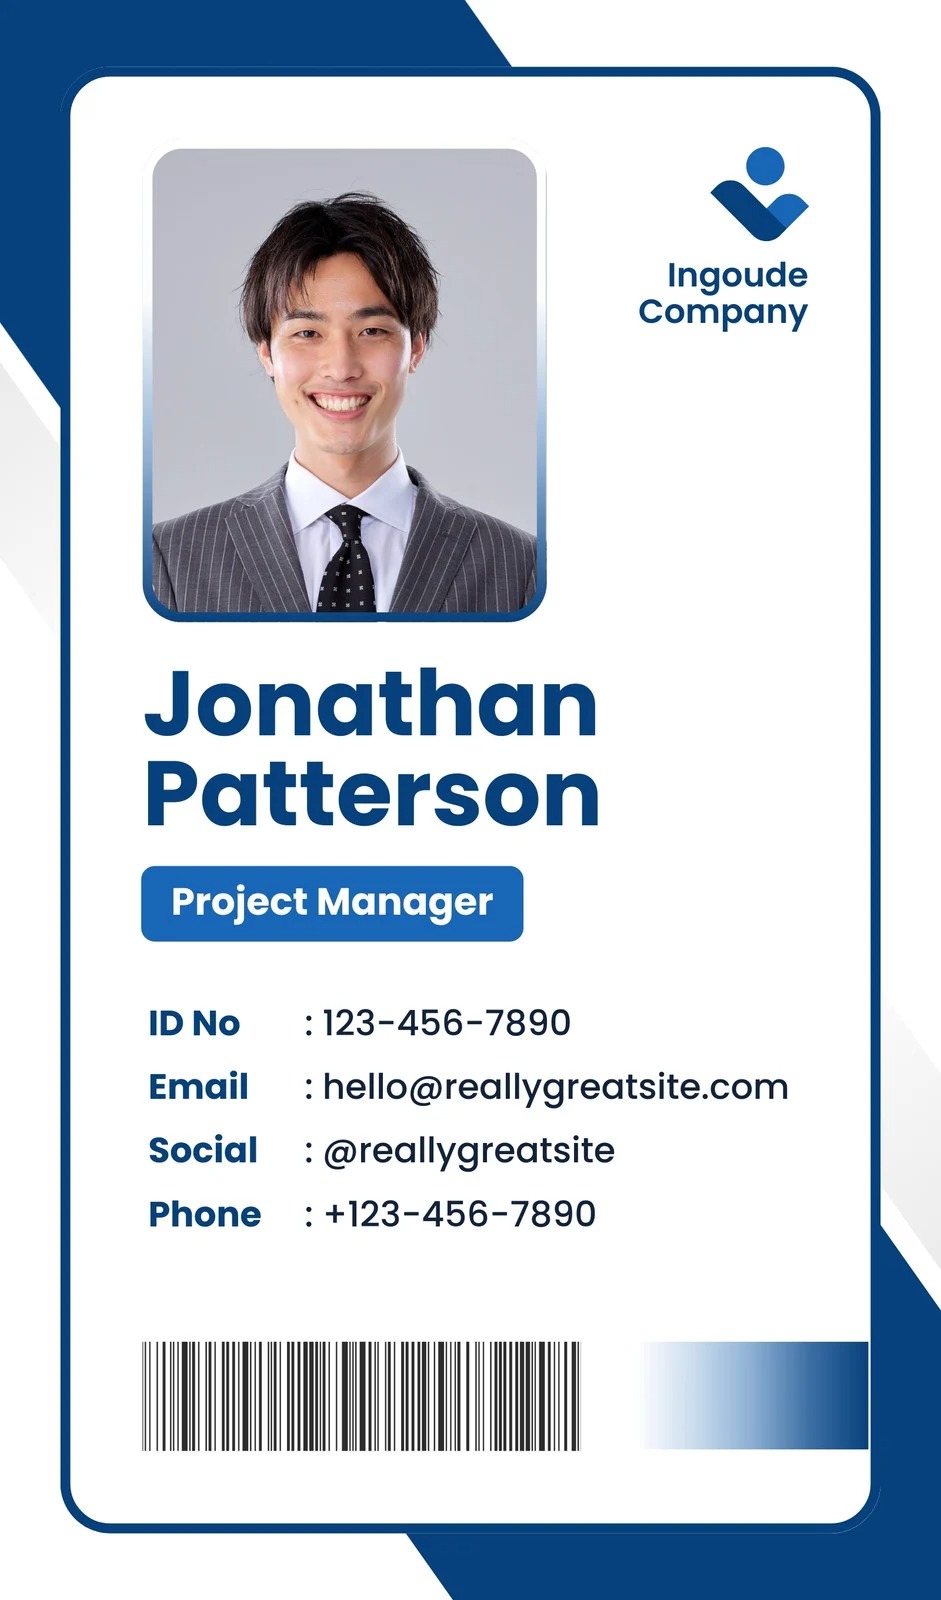 Ingoude
Company
Jonathan
Patterson
Project Manager
ID No : 123-456-7890
Email : hello@reallygreatsite.com
Social : @reallygreatsite
Phone : +123-456-7890